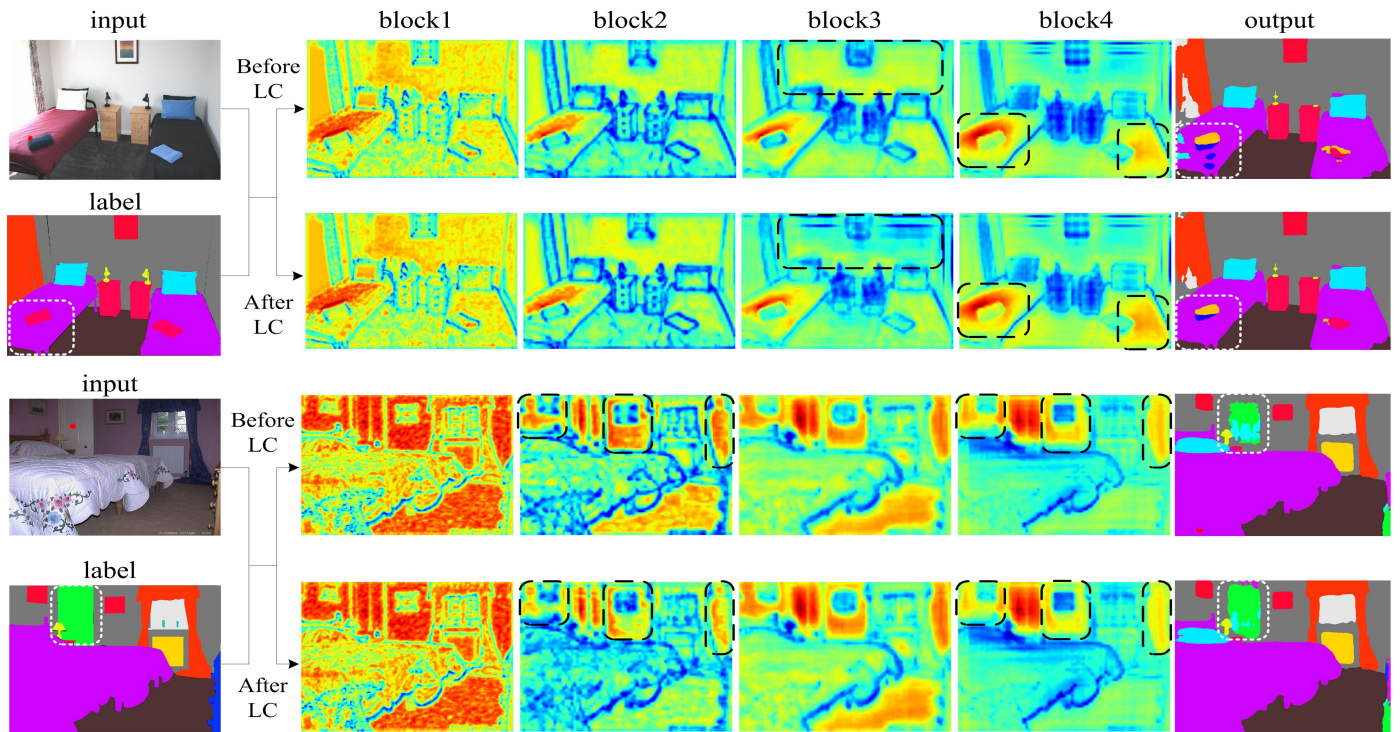 input block1 block2 block3 block4 output
Before
LC
label
After
LC
input
Before
LC
label
After
LC